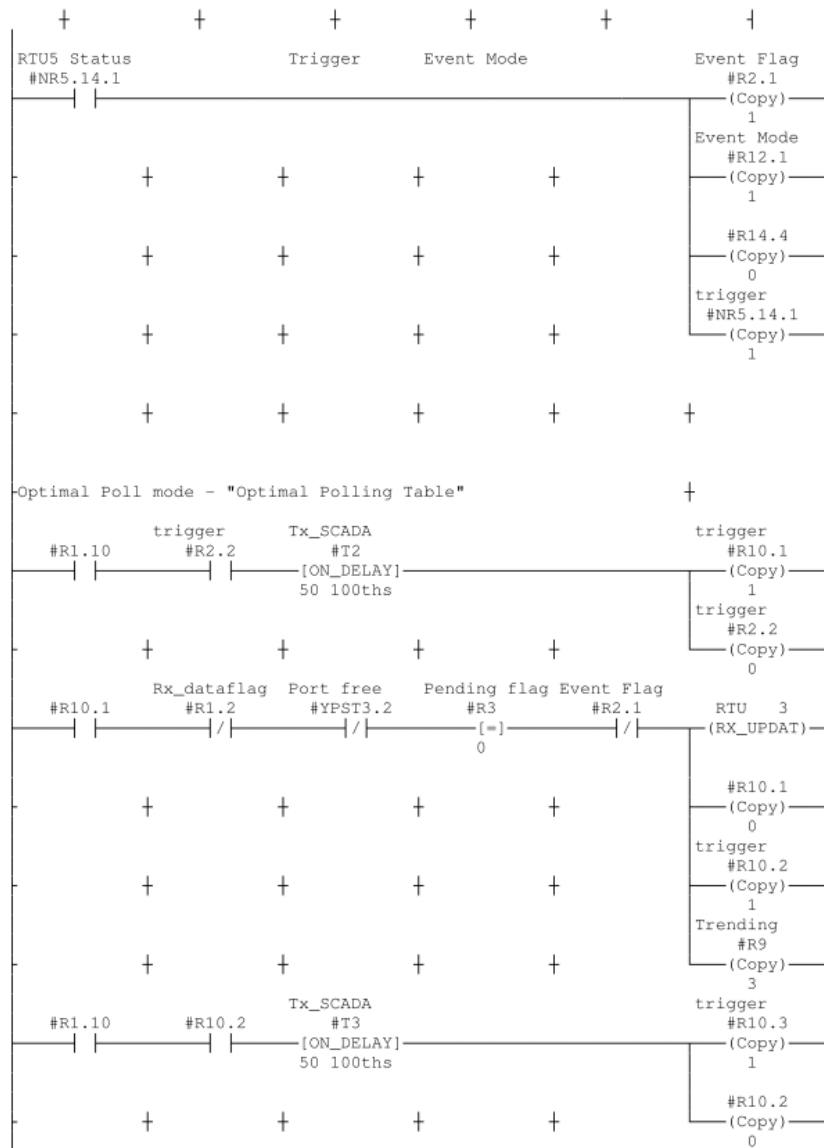 RTU5 Status Trigger Event Mode Event Flag
#NR5.14.1 #R2.1
(Copy)
1
Event Mode
#R12.1
(Copy)
1
#R14.4
(Copy)
0
trigger
#NR5.14.1
(Copy)
1
Optimal Poll mode - "Optimal Polling Table"
trigger Tx_SCADA trigger
#R1.10 #R2.2 #T2 #R10.1
[ON_DELAY] (Copy)
50 100ths 1
trigger
#R2.2
(Copy)
0
Rx_dataflag Port free Pending flag Event Flag
#R10.1 #R1.2 #YPST3.2 #R3 #R2.1 RTU 3
[=] (RX_UPDAT)
0
#R10.1
(Copy)
0
trigger
#R10.2
(Copy)
1
Trending
#R9
(Copy)
3
Tx_SCADA trigger
#R1.10 #R10.2 #T3 #R10.3
[ON_DELAY] (Copy)
50 100ths 1
#R10.2
(Copy)
0